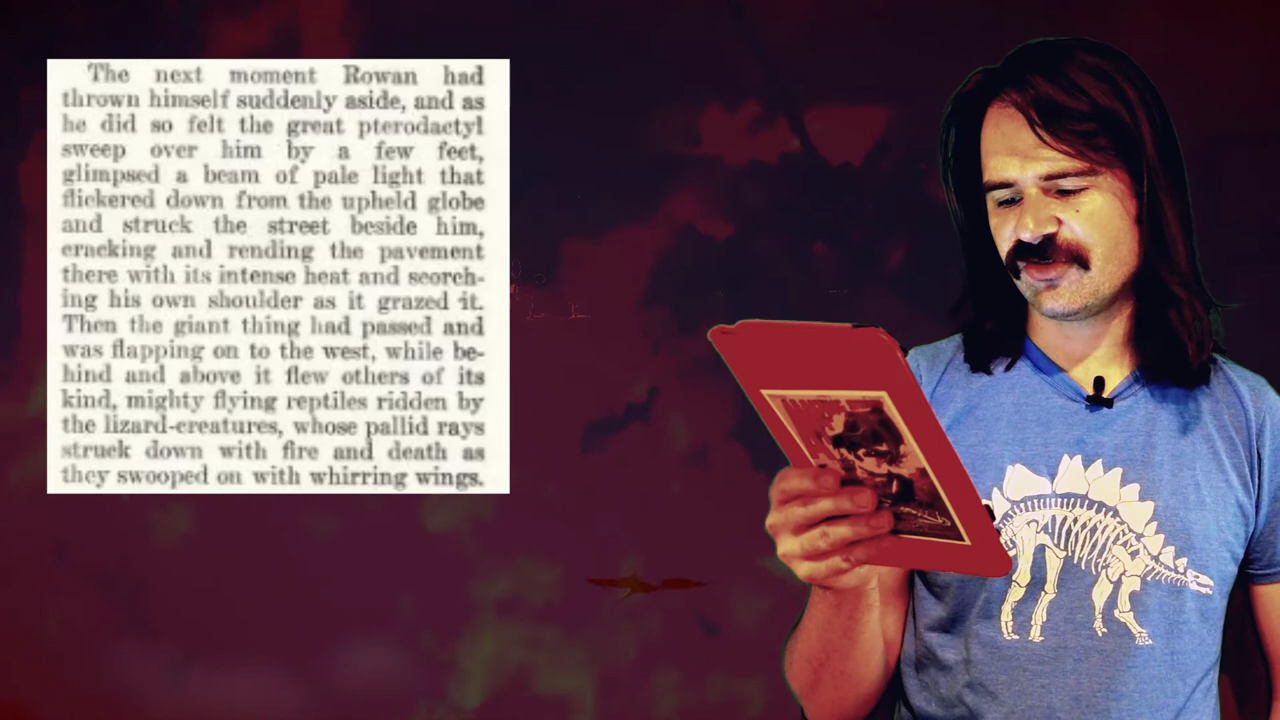 The next moment Rowan had
thrown himself suddenly aside, and as
he did so felt the great pterodactyl
sweep over him by a few feet,
glimpsed a beam of pale light that
flickered down from the upheld globe
and struck the street beside him,
cracking and rending the pavement
there with its intense heat and scorch-
ing his own shoulder as it grazed it.
Then the giant thing had passed and
was flapping on to the west, while be-
hind and above it flew others of its
kind, mighty flying reptiles ridden by
the lizard-creatures, whose pallid rays
struck down with fire and death as
they swooped on with whirring wings.